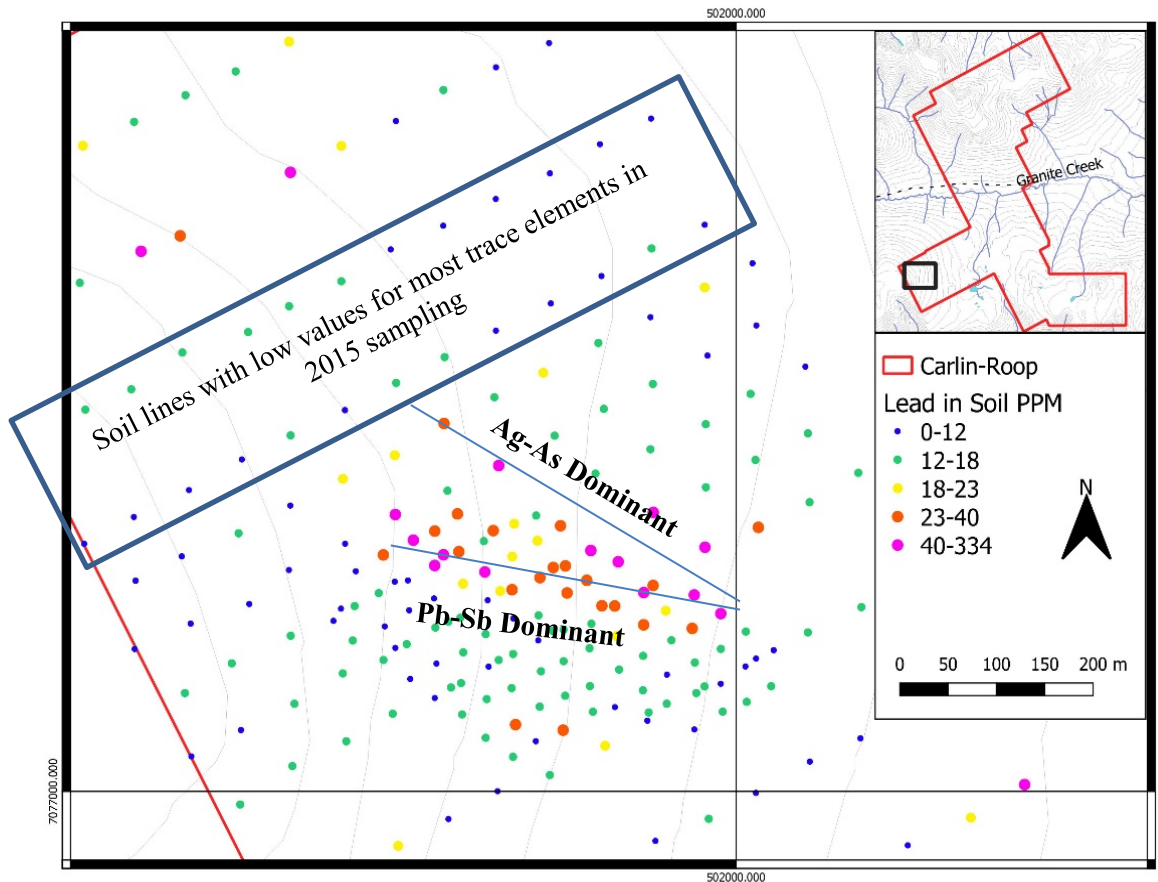 502000.000
Granite Creek
Soil lines with low values for most trace elements in
2015 sampling
Ag-As Dominant
Pb-Sb Dominant
Carlin-Roop
Lead in Soil PPM
0-12
12-18
18-23
23-40
40-334
N
0 50 100 150 200 m
7077000.000
502000.000